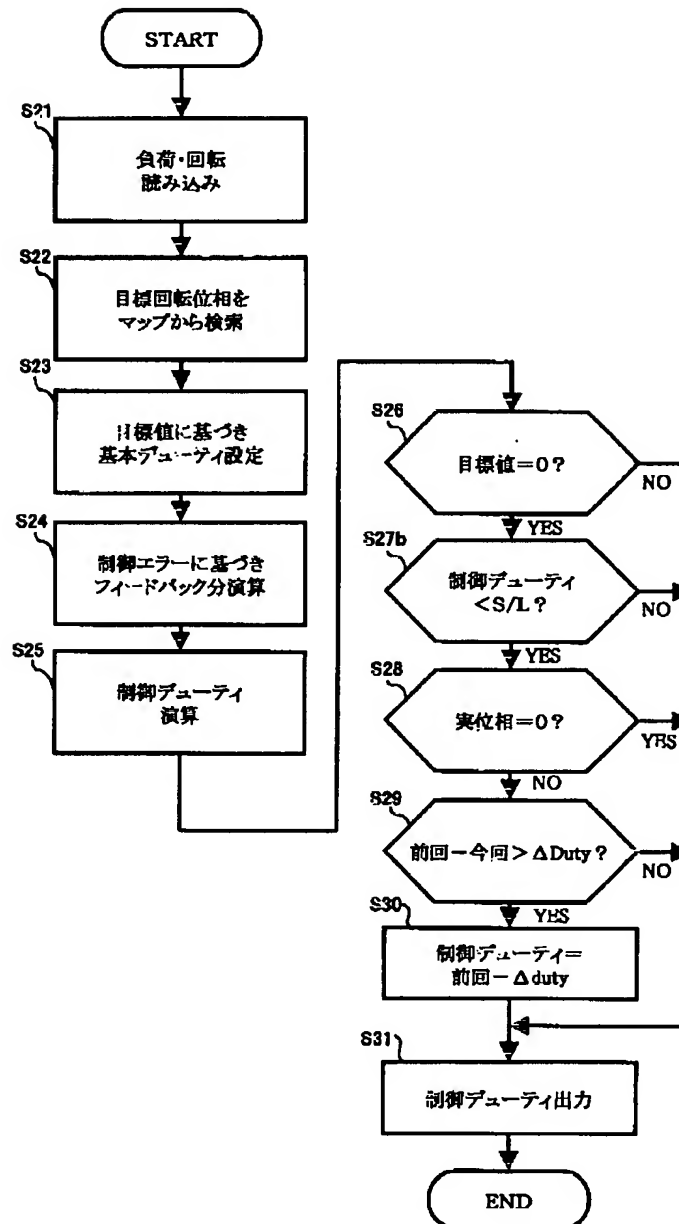 START
S21
負荷・回転
読み込み
S22
目標回転位相を
マップから検索
S23
目標値に基づき
基本デューティ設定
S24
制御エラーに基づき
フィードバック分演算
S25
制御デューティ
演算
S26
目標値=0?
NO
YES
S27b
制御デューティ
<S/L?
NO
YES
S28
実位相=0?
YES
NO
S29
前回-今回>ΔDuty?
NO
YES
S30
制御デューティ=
前回-Δduty
S31
制御デューティ出力
END